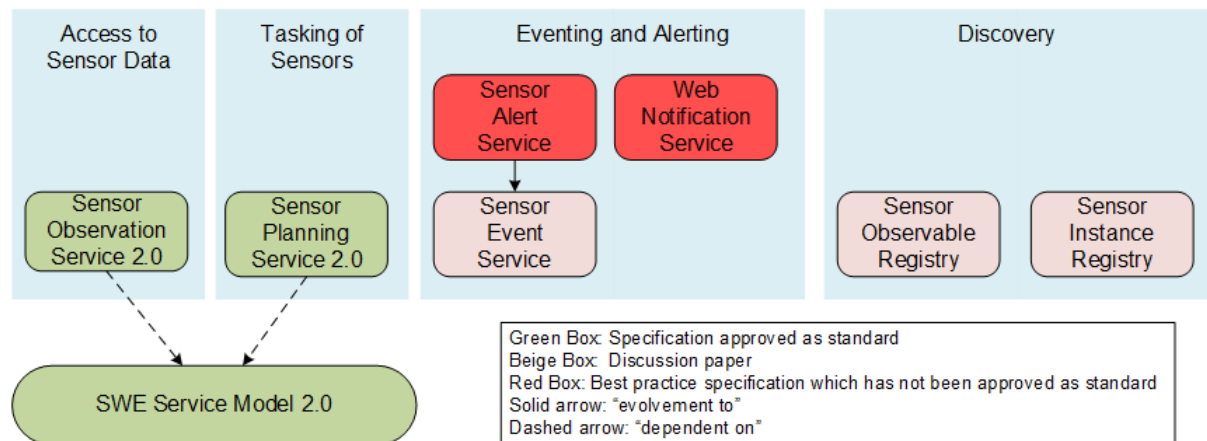 Access to
Sensor Data
Tasking of
Sensors
Eventing and Alerting
Discovery
Sensor
Alert
Service
Web
Notification
Service
Sensor
Observation
Service 2.0
Sensor
Planning
Service 2.0
Sensor
Event
Service
Sensor
Observable
Registry
Sensor
Instance
Registry
SWE Service Model 2.0
Green Box: Specification approved as standard
Beige Box: Discussion paper
Red Box: Best practice specification which has not been approved as standard
Solid arrow: “evolvement to”
Dashed arrow: “dependent on”